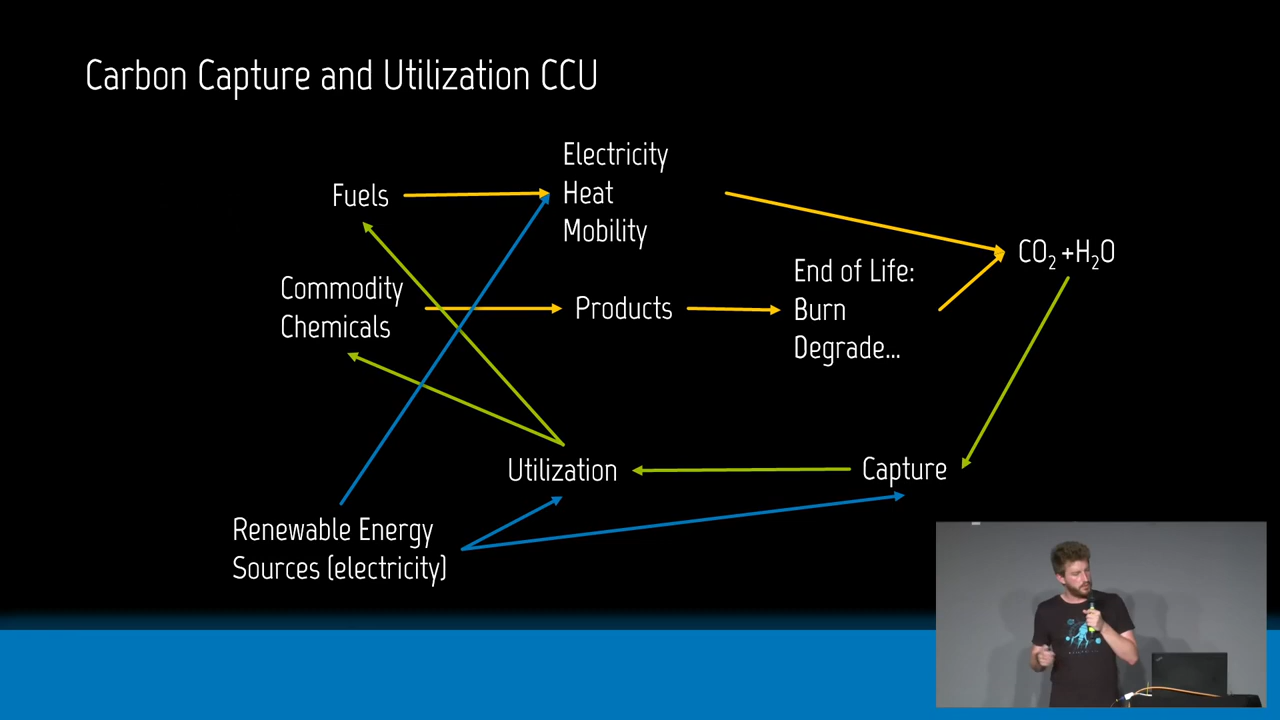 Carbon Capture and Utilization CCU
Electricity
Heat
Mobility
Fuels
CO₂ +H₂O
End of Life:
Burn
Degrade...
Commodity
Chemicals
Products
Utilization
Capture
Renewable Energy
Sources (electricity)